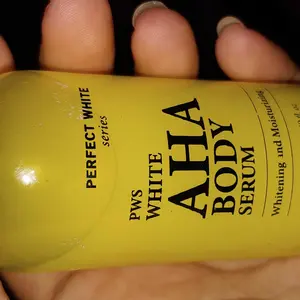 PERFECT WHITE
series
PWS
WHITE
AHA
BODY
SERUM
Whitening and Moisturizing